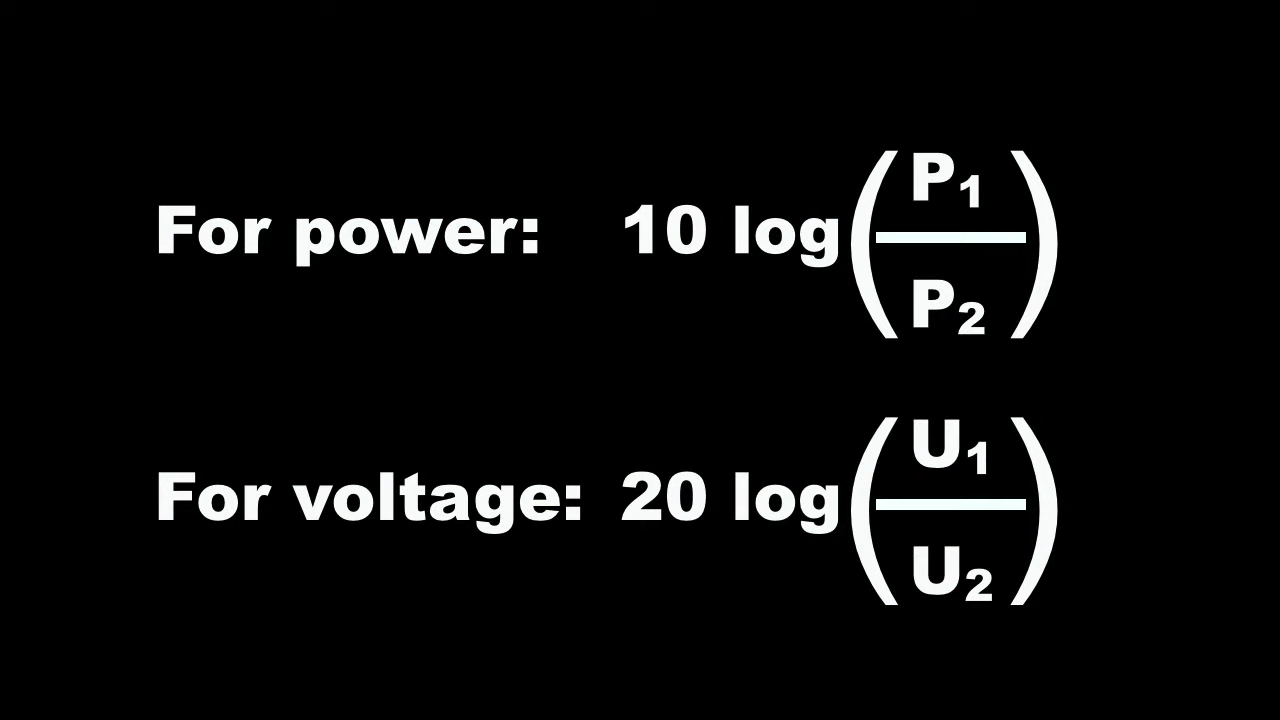 For power: 10 log(P₁/P₂)
For voltage: 20 log(U₁/U₂)